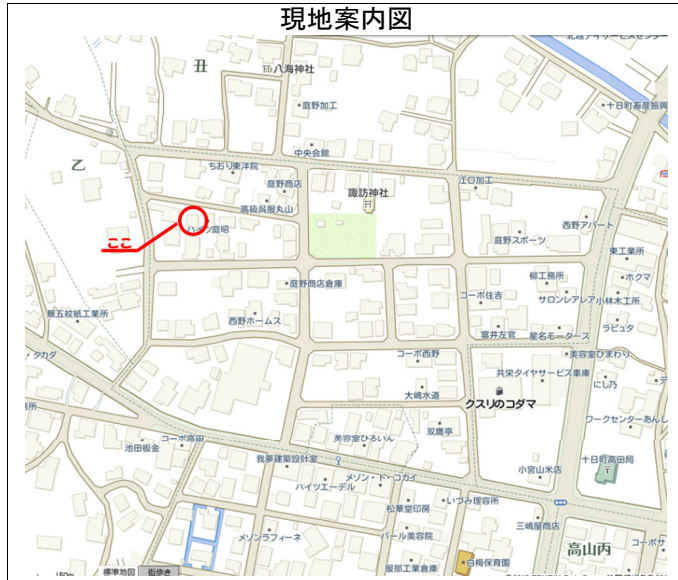 現地案内図
丑
八海神社
庭野加工
十日町畜産振興
中央会館
乙
ちおり東洋院
庭野商店
諏訪神社
江口加工
高級呉服丸山
ハイツ庭昭
西野アパート
ここ
庭野スポーツ
東工業所
庭野商店倉庫
柳工務所
ホクマ
コーポ住吉
サロンレアレア
小林木工所
無五紋紙工業所
西野ホームス
富井左官
星名モータース
ラピュタ
・タカダ
コーポ西野
美容室ひまわり
共栄タイヤサービス車庫
にし乃
大嶋水道
クスリのコダマ
ワークセンターあんし
コーポ高田
美容室ひろいん
双鷹亭
池田板金
我夢建築設計室
十日町高田局
メゾン・ド・コカイ
小宮山米店
ハイツエーデル
いづみ理容所
松華堂印房
三嶋屋商店
メゾンラフィーネ
パール美容院
高山丙
コーポサ
白梅保育園
服部工業倉庫
50m
標準地図
街歩き